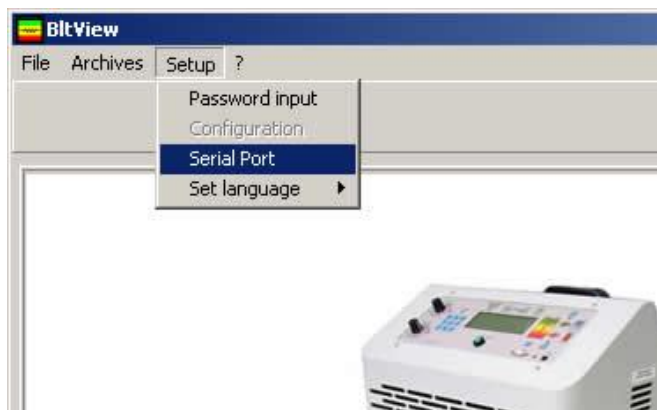 BltView
File Archives Setup ?
Password input
Configuration
Serial Port
Set language